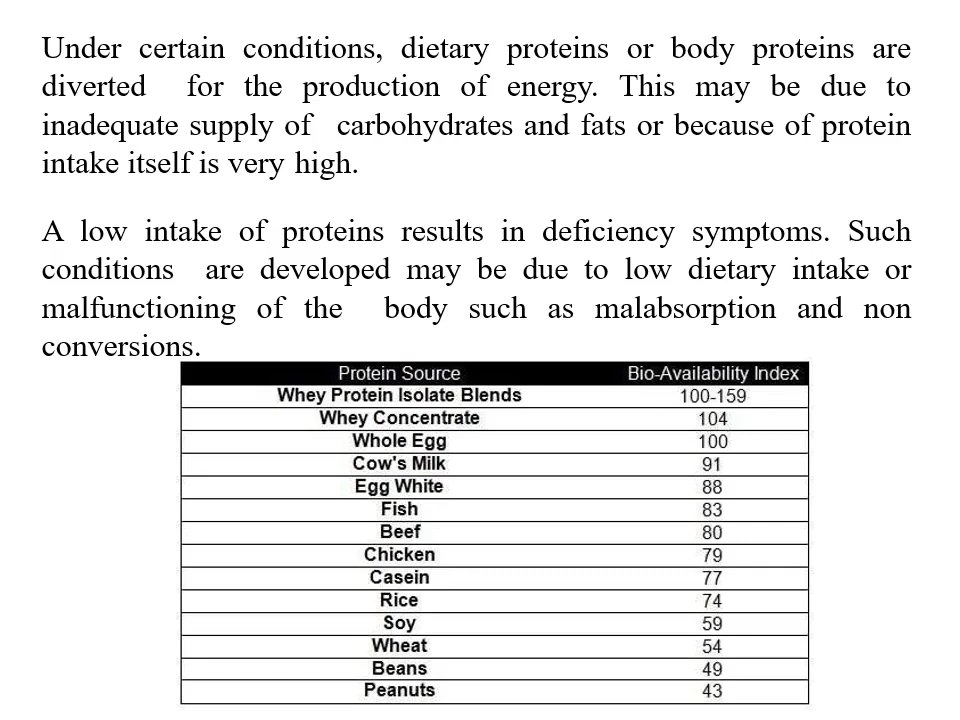 Under certain conditions, dietary proteins or body proteins are
diverted for the production of energy. This may be due to
inadequate supply of carbohydrates and fats or because of protein
intake itself is very high.
A low intake of proteins results in deficiency symptoms. Such
conditions are developed may be due to low dietary intake or
malfunctioning of the body such as malabsorption and non
conversions.
Protein Source Bio-Availability Index
Whey Protein Isolate Blends 100-159
Whey Concentrate 104
Whole Egg 100
Cow's Milk 91
Egg White 88
Fish 83
Beef 80
Chicken 79
Casein 77
Rice 74
Soy 59
Wheat 54
Beans 49
Peanuts 43